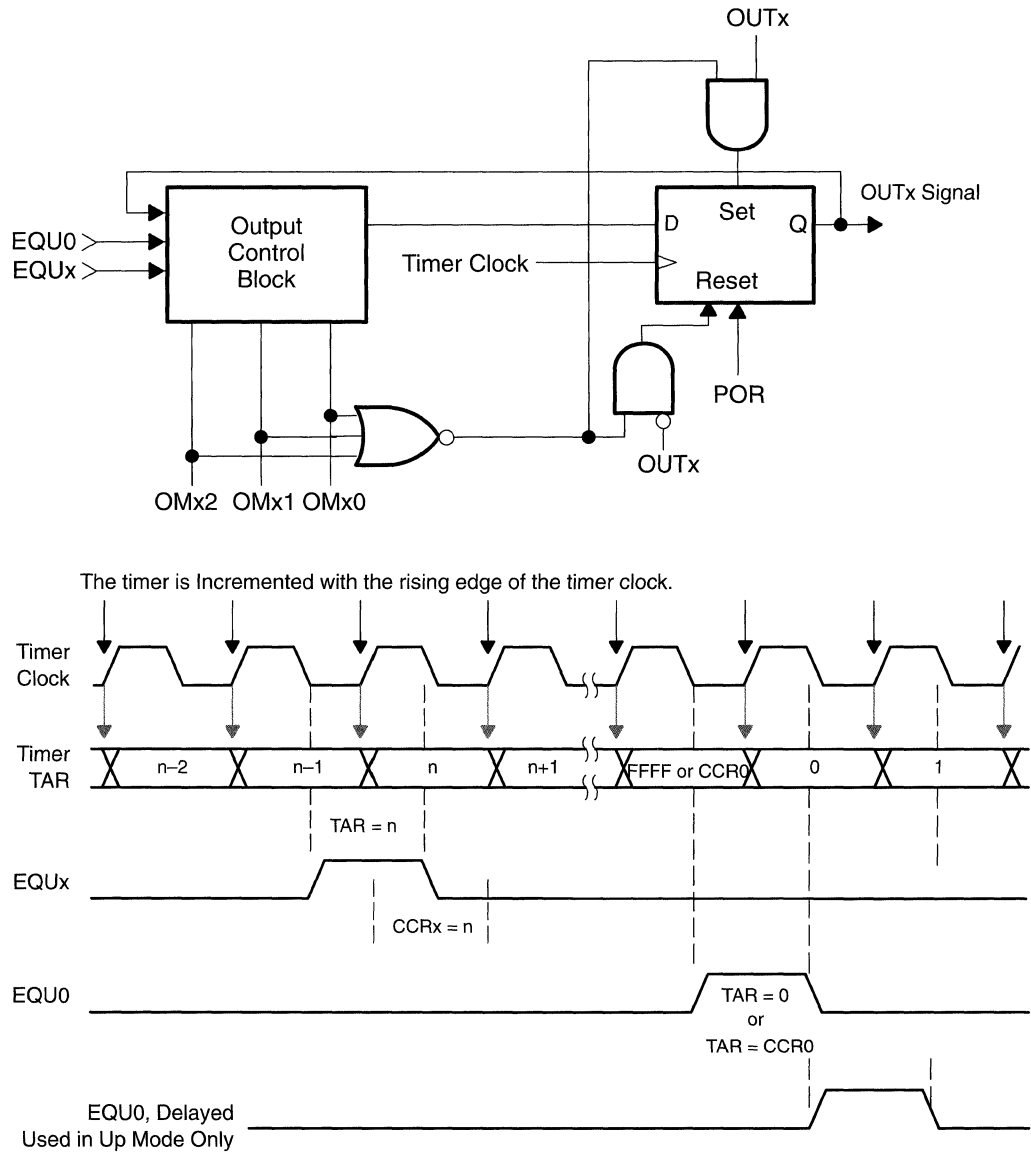 OUTx
OUTx Signal
EQU0
EQUx
Output
Control
Block
Timer Clock
D
Set
Q
Reset
POR
OUTx
OMx2 OMx1 OMx0
The timer is Incremented with the rising edge of the timer clock.
Timer
Clock
Timer
TAR
n–2
n–1
n
n+1
FFFF or CCR0
0
1
TAR = n
EQUx
CCRx = n
EQU0
TAR = 0
or
TAR = CCR0
EQU0, Delayed
Used in Up Mode Only